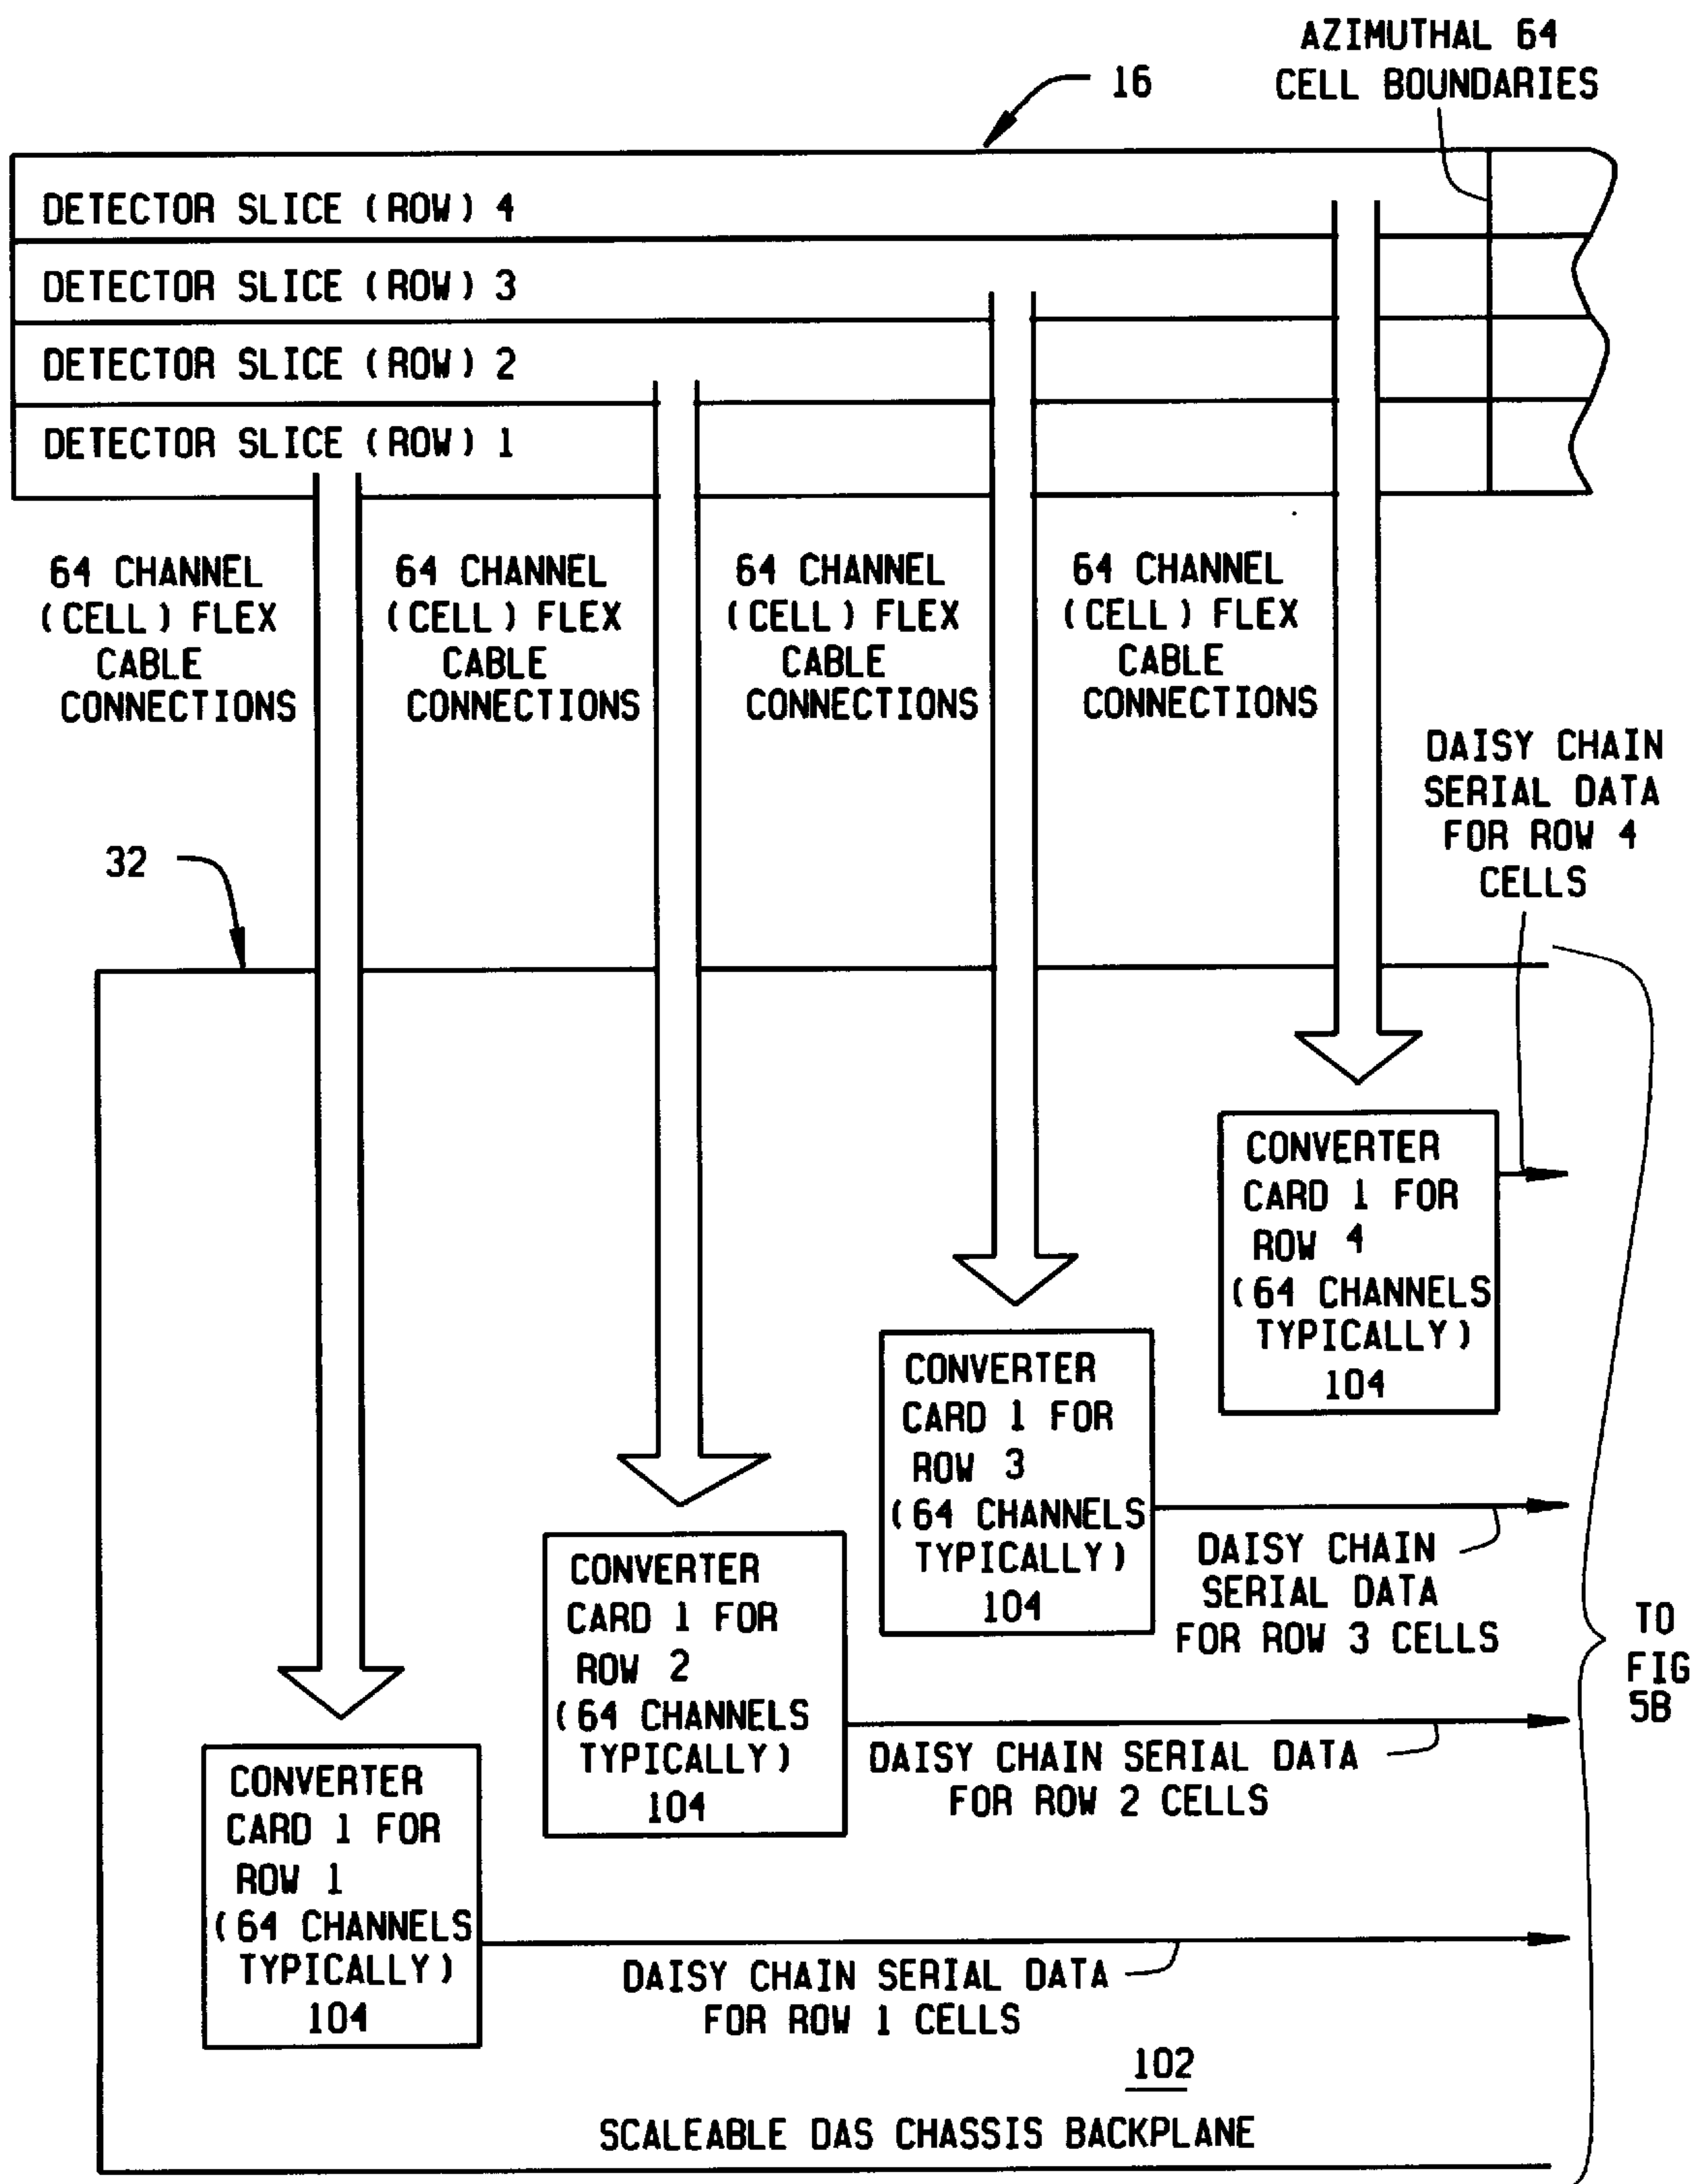 AZIMUTHAL 64
CELL BOUNDARIES
16
DETECTOR SLICE (ROW) 4
DETECTOR SLICE (ROW) 3
DETECTOR SLICE (ROW) 2
DETECTOR SLICE (ROW) 1
64 CHANNEL
(CELL) FLEX
CABLE
CONNECTIONS
64 CHANNEL
(CELL) FLEX
CABLE
CONNECTIONS
64 CHANNEL
(CELL) FLEX
CABLE
CONNECTIONS
64 CHANNEL
(CELL) FLEX
CABLE
CONNECTIONS
DAISY CHAIN
SERIAL DATA
FOR ROW 4
CELLS
32
CONVERTER
CARD 1 FOR
ROW 4
(64 CHANNELS
TYPICALLY)
104
CONVERTER
CARD 1 FOR
ROW 3
(64 CHANNELS
TYPICALLY)
104
DAISY CHAIN
SERIAL DATA
FOR ROW 3 CELLS
CONVERTER
CARD 1 FOR
ROW 2
(64 CHANNELS
TYPICALLY)
104
DAISY CHAIN SERIAL DATA
FOR ROW 2 CELLS
TO
FIG
5B
CONVERTER
CARD 1 FOR
ROW 1
(64 CHANNELS
TYPICALLY)
104
DAISY CHAIN SERIAL DATA
FOR ROW 1 CELLS
102
SCALEABLE DAS CHASSIS BACKPLANE